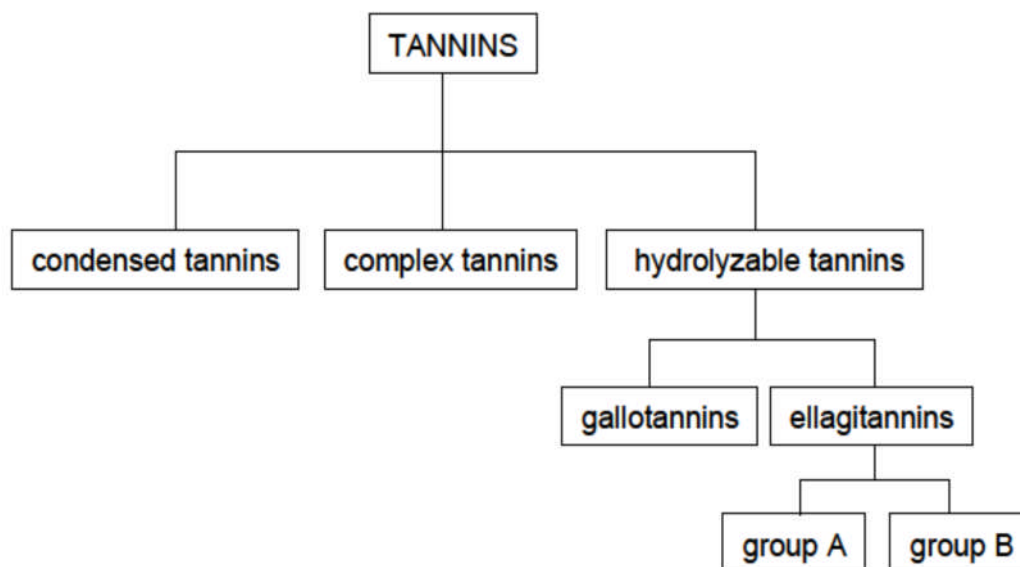 TANNINS
condensed tannins
complex tannins
hydrolyzable tannins
gallotannins
ellagitannins
group A
group B